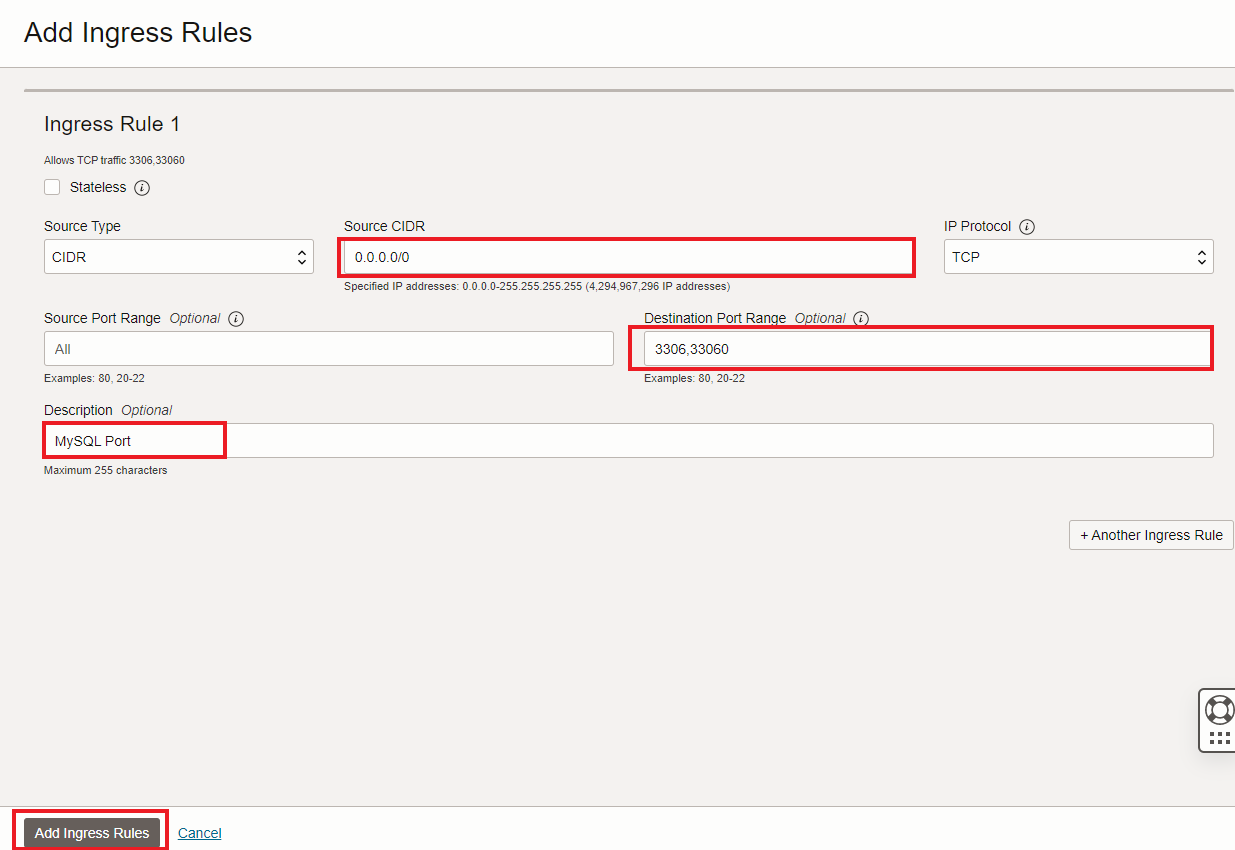 Add Ingress Rules
Ingress Rule 1
Allows TCP traffic 3306,33060
Stateless
Source Type
Source CIDR
IP Protocol
CIDR
0.0.0.0/0
TCP
Specified IP addresses: 0.0.0.0-255.255.255.255 (4,294,967,296 IP addresses)
Source Port Range Optional
Destination Port Range Optional
All
3306,33060
Examples: 80, 20-22
Examples: 80, 20-22
Description Optional
MySQL Port
Maximum 255 characters
+ Another Ingress Rule
Add Ingress Rules
Cancel